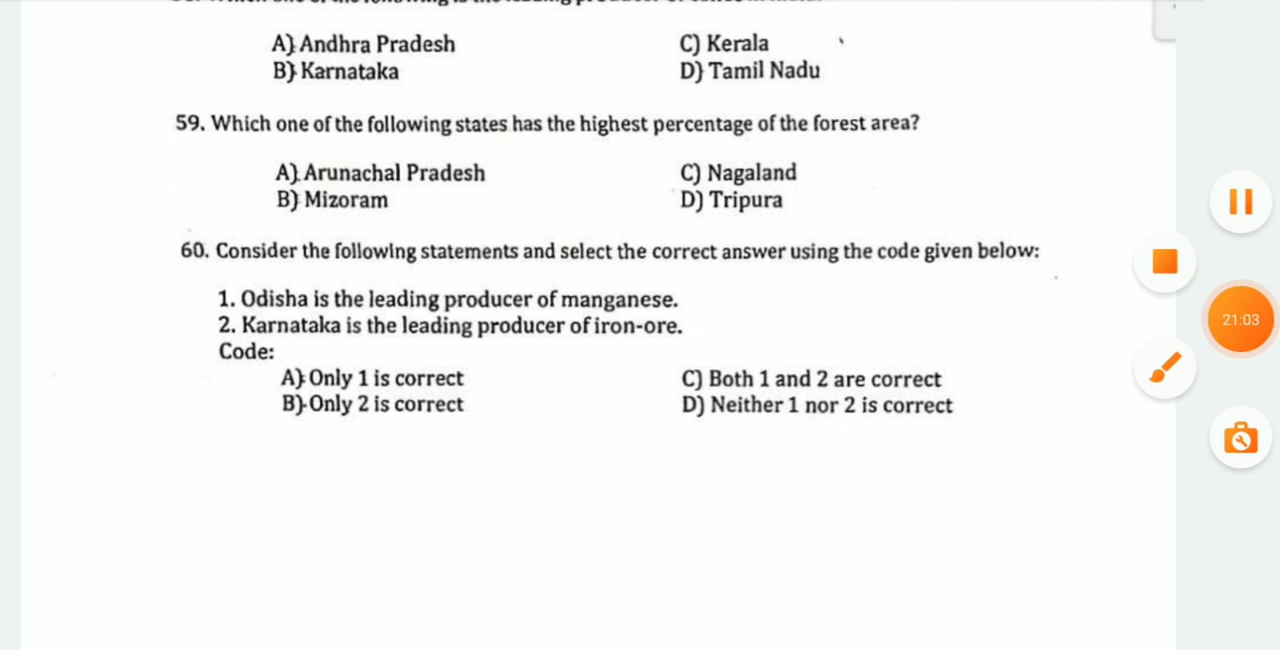 A) Andhra Pradesh
C) Kerala
B) Karnataka
D) Tamil Nadu
59. Which one of the following states has the highest percentage of the forest area?
A) Arunachal Pradesh
C) Nagaland
B) Mizoram
D) Tripura
60. Consider the following statements and select the correct answer using the code given below:
1. Odisha is the leading producer of manganese.
2. Karnataka is the leading producer of iron-ore.
Code:
A) Only 1 is correct
C) Both 1 and 2 are correct
B) Only 2 is correct
D) Neither 1 nor 2 is correct
21:03